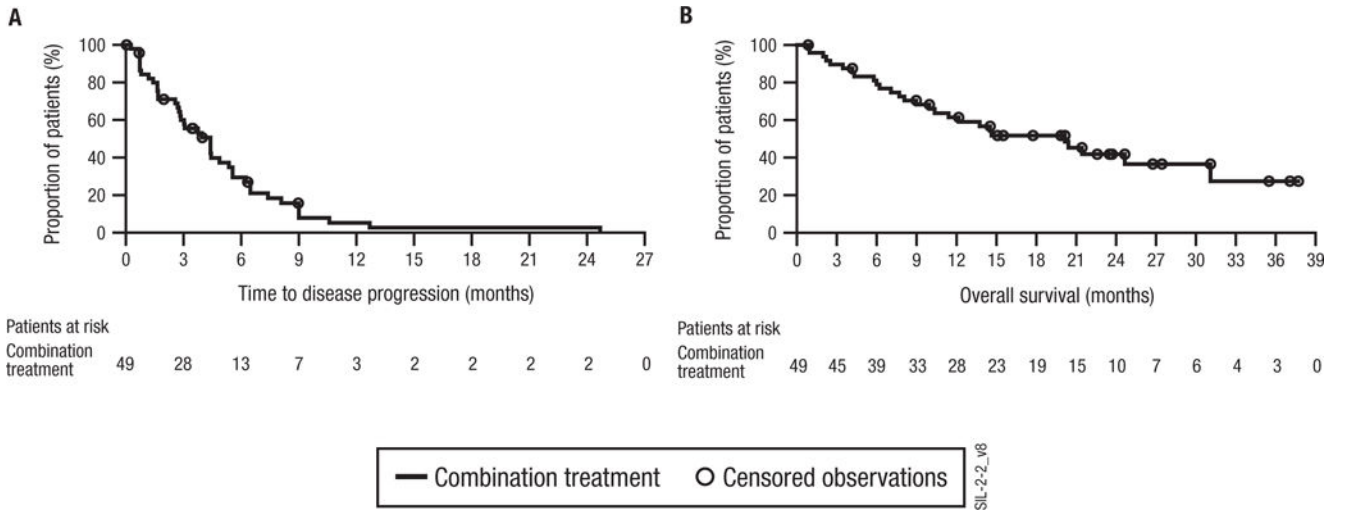 A
Proportion of patients (%)
100
80
60
40
20
0
0 3 6 9 12 15 18 21 24 27
Time to disease progression (months)
Patients at risk
Combination
treatment 49 28 13 7 3 2 2 2 2 0
B
Proportion of patients (%)
100
80
60
40
20
0
0 3 6 9 12 15 18 21 24 27 30 33 36 39
Overall survival (months)
Patients at risk
Combination
treatment 49 45 39 33 28 23 19 15 10 7 6 4 3 0
Combination treatment Censored observations
SIL-2-2_v8